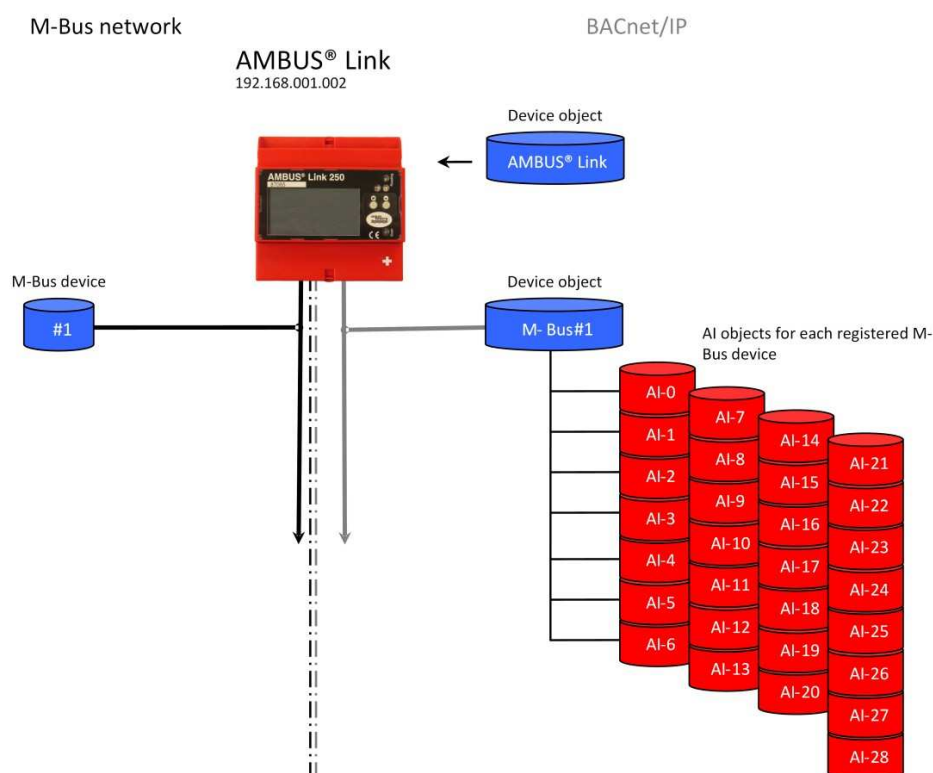 M-Bus network
BACnet/IP
AMBUS® Link
192.168.001.002
Device object
AMBUS® Link
AMBUS® Link 250
M-Bus device
#1
Device object
M- Bus#1
AI objects for each registered M-
Bus device
AI-0
AI-1
AI-2
AI-3
AI-4
AI-5
AI-6
AI-7
AI-8
AI-9
AI-10
AI-11
AI-12
AI-13
AI-14
AI-15
AI-16
AI-17
AI-18
AI-19
AI-20
AI-21
AI-22
AI-23
AI-24
AI-25
AI-26
AI-27
AI-28